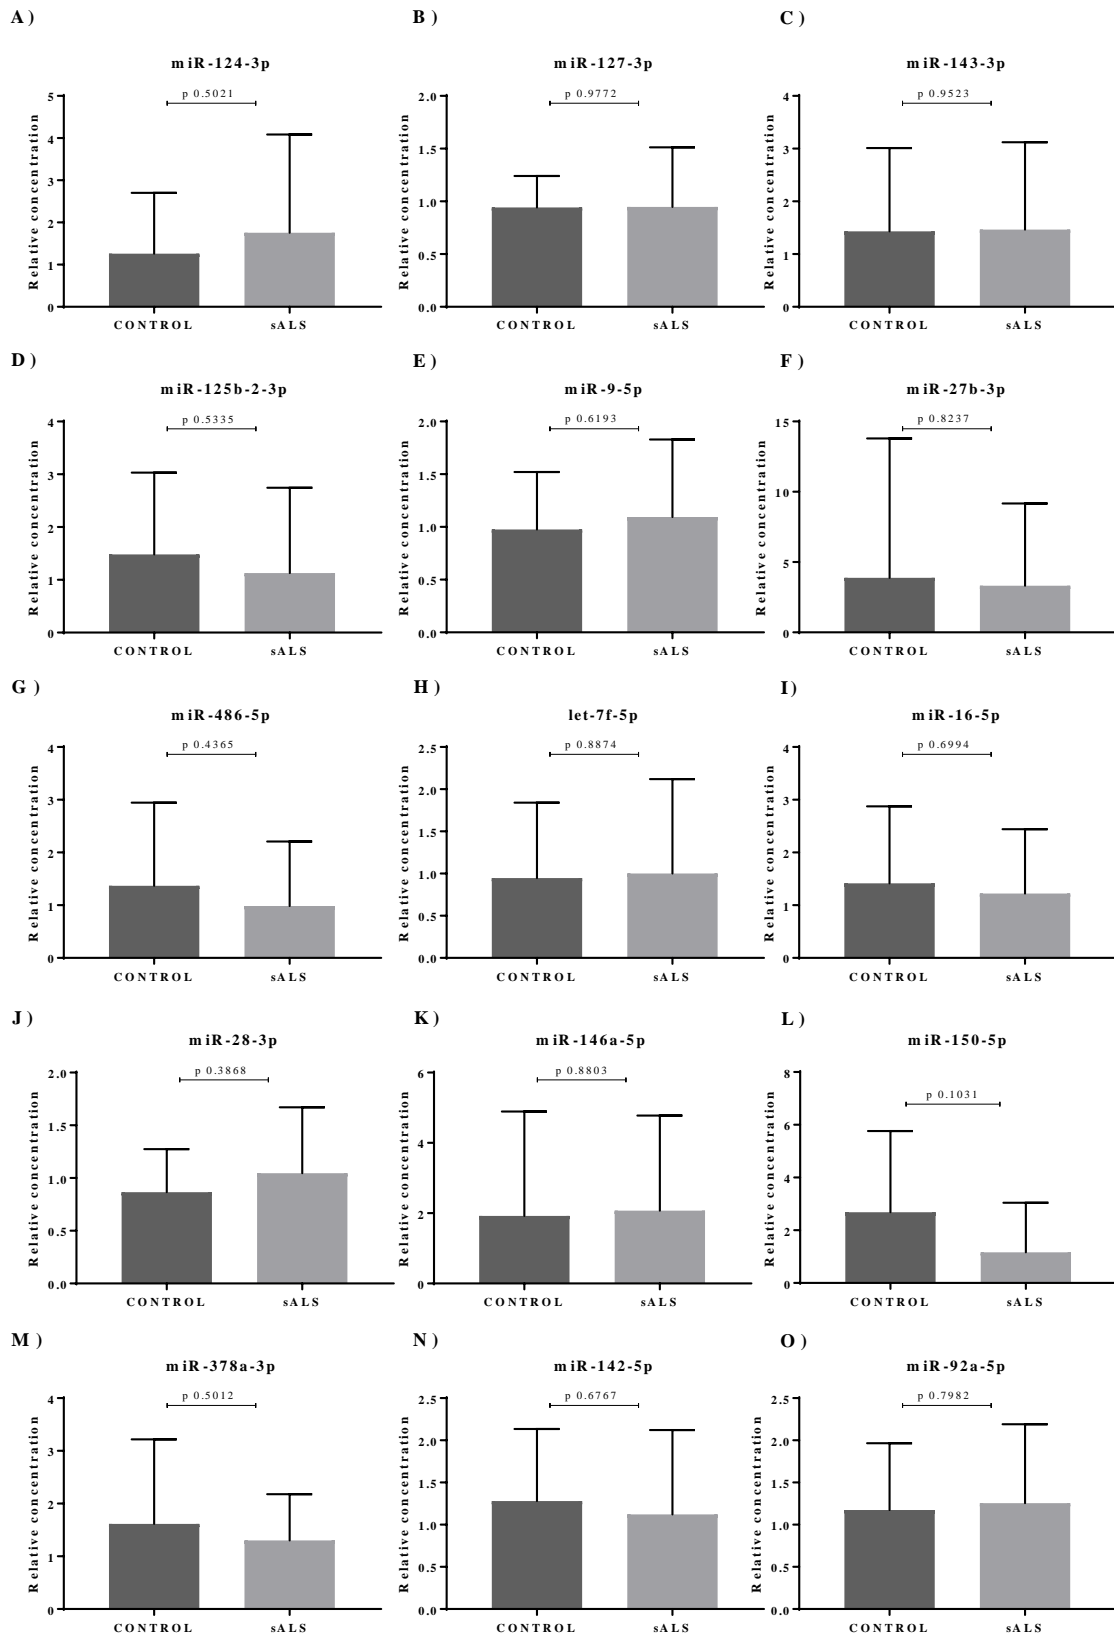 A)
miR-124-3p
p 0.5021
Relative concentration
5
4
3
2
1
0
CONTROL
sALS
B)
miR-127-3p
p 0.9772
Relative concentration
2.0
1.5
1.0
0.5
0.0
CONTROL
sALS
C)
miR-143-3p
p 0.9523
Relative concentration
4
3
2
1
0
CONTROL
sALS
D)
miR-125b-2-3p
p 0.5335
Relative concentration
4
3
2
1
0
CONTROL
sALS
E)
miR-9-5p
p 0.6193
Relative concentration
2.0
1.5
1.0
0.5
0.0
CONTROL
sALS
F)
miR-27b-3p
p 0.8237
Relative concentration
15
10
5
0
CONTROL
sALS
G)
miR-486-5p
p 0.4365
Relative concentration
4
3
2
1
0
CONTROL
sALS
H)
let-7f-5p
p 0.8874
Relative concentration
2.5
2.0
1.5
1.0
0.5
0.0
CONTROL
sALS
I)
miR-16-5p
p 0.6994
Relative concentration
4
3
2
1
0
CONTROL
sALS
J)
miR-28-3p
p 0.3868
Relative concentration
2.0
1.5
1.0
0.5
0.0
CONTROL
sALS
K)
miR-146a-5p
p 0.8803
Relative concentration
6
4
2
0
CONTROL
sALS
L)
miR-150-5p
p 0.1031
Relative concentration
8
6
4
2
0
CONTROL
sALS
M)
miR-378a-3p
p 0.5012
Relative concentration
4
3
2
1
0
CONTROL
sALS
N)
miR-142-5p
p 0.6767
Relative concentration
2.5
2.0
1.5
1.0
0.5
0.0
CONTROL
sALS
O)
miR-92a-5p
p 0.7982
Relative concentration
2.5
2.0
1.5
1.0
0.5
0.0
CONTROL
sALS